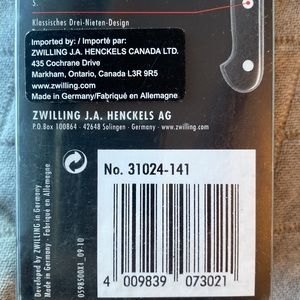 S.
Klassisches Drei-Nieten-Design
Imported by: / Importé par:
ZWILLING J.A. HENCKELS CANADA LTD.
435 Cochrane Drive
Markham, Ontario, Canada L3R 9R5
www.zwilling.com
Made in Germany/Fabriqué en Allemagne
ZWILLING J.A. HENCKELS AG
P.O.Box 100864 · 42648 Solingen · Germany · www.zwilling.com
No. 31024-141
4 009839 073021
Developed by ZWILLING in Germany
Made in Germany - Fabriqué en Allemagne